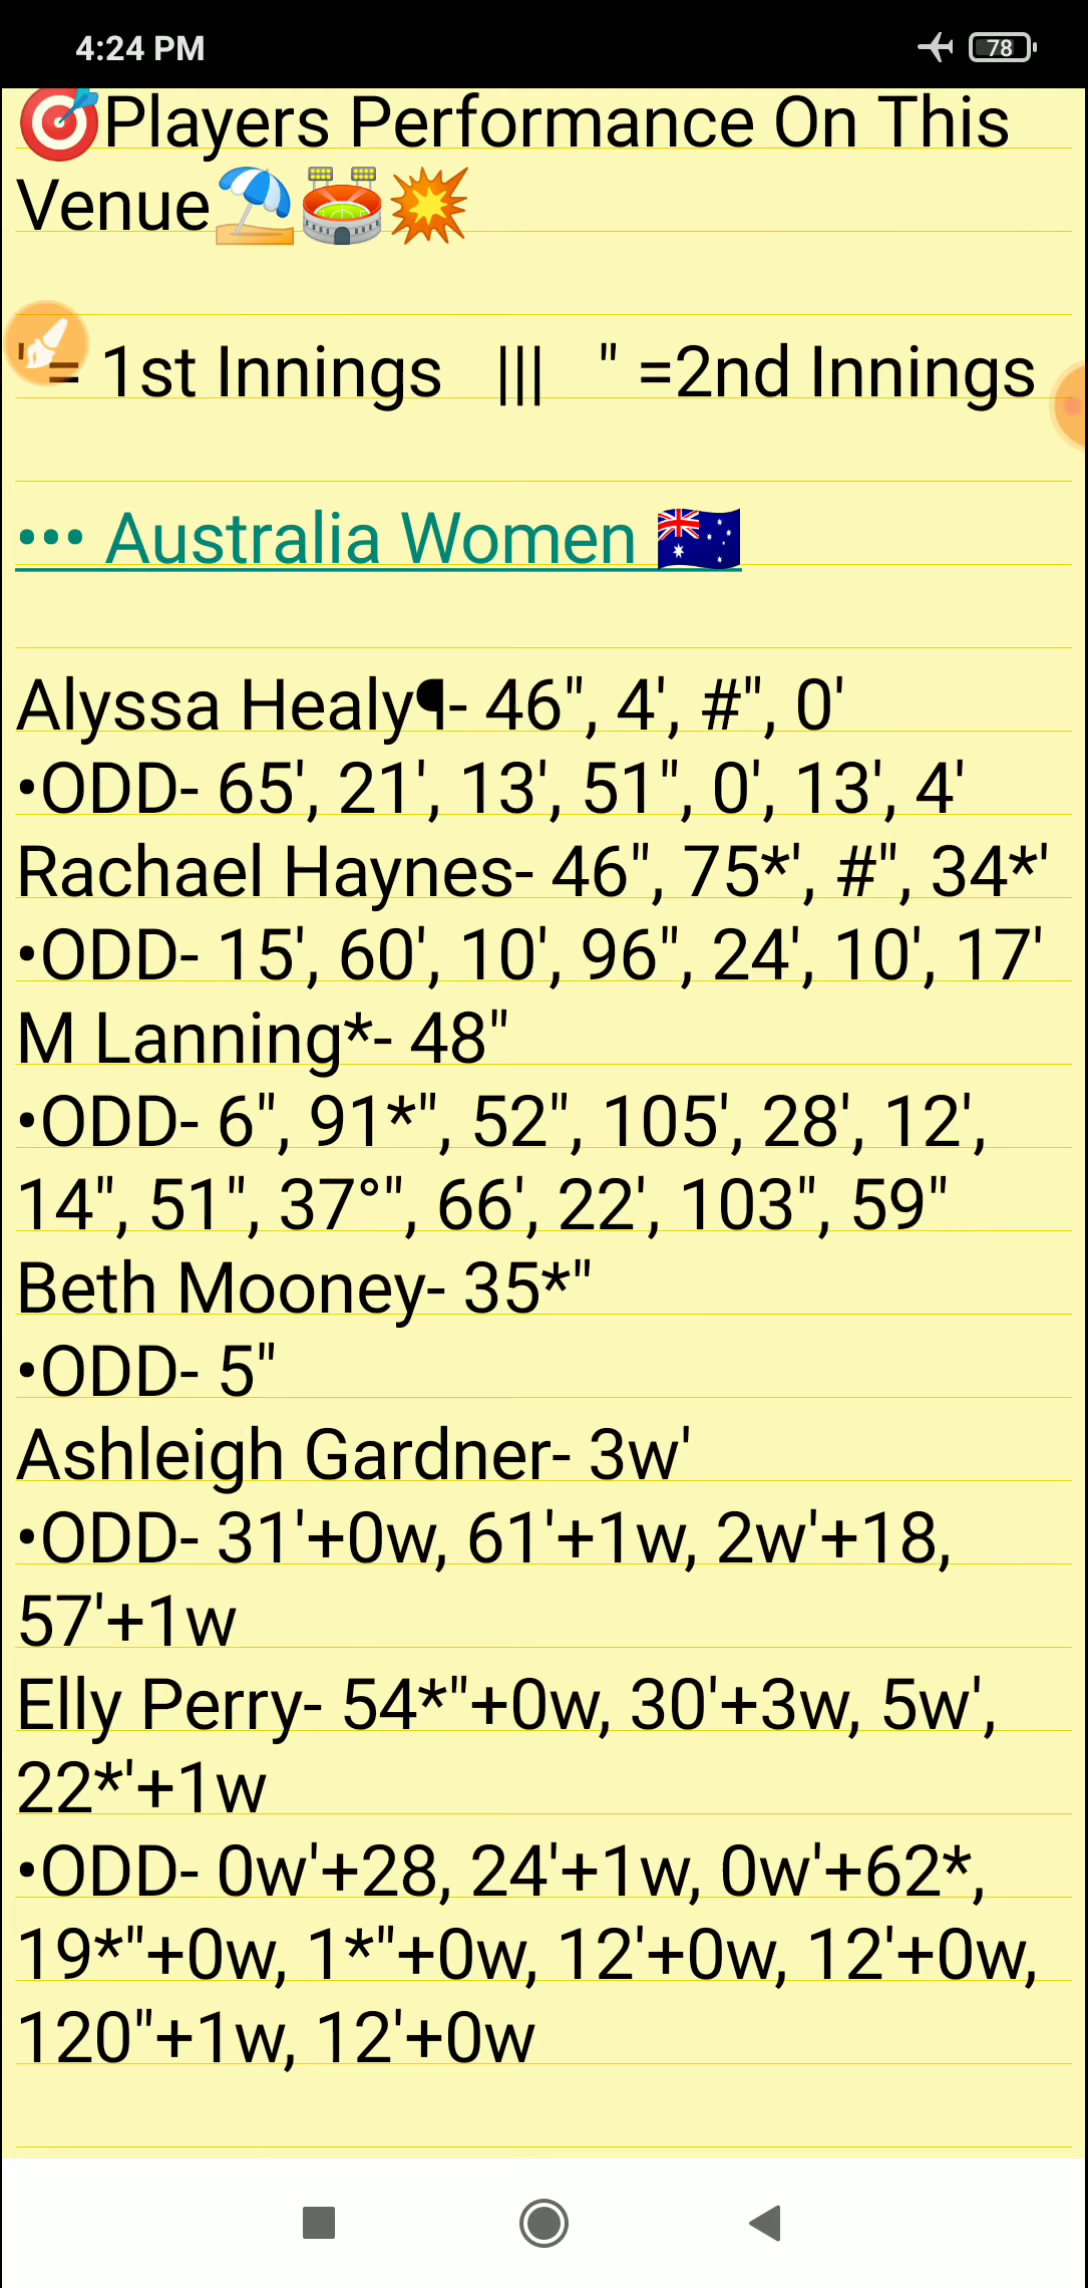 4:24 PM
78
🎯Players Performance On This
Venue⛱🏟💥
' = 1st Innings ||| " =2nd Innings
••• Australia Women 🇦🇺
Alyssa Healy¶- 46", 4', #", 0'
•ODD- 65', 21', 13', 51", 0', 13', 4'
Rachael Haynes- 46", 75*', #", 34*'
•ODD- 15', 60', 10', 96", 24', 10', 17'
M Lanning*- 48"
•ODD- 6", 91*", 52", 105', 28', 12',
14", 51", 37°", 66', 22', 103", 59"
Beth Mooney- 35*"
•ODD- 5"
Ashleigh Gardner- 3w'
•ODD- 31'+0w, 61'+1w, 2w'+18,
57'+1w
Elly Perry- 54*"+0w, 30'+3w, 5w',
22*'+1w
•ODD- 0w'+28, 24'+1w, 0w'+62*,
19*"+0w, 1*"+0w, 12'+0w, 12'+0w,
120"+1w, 12'+0w